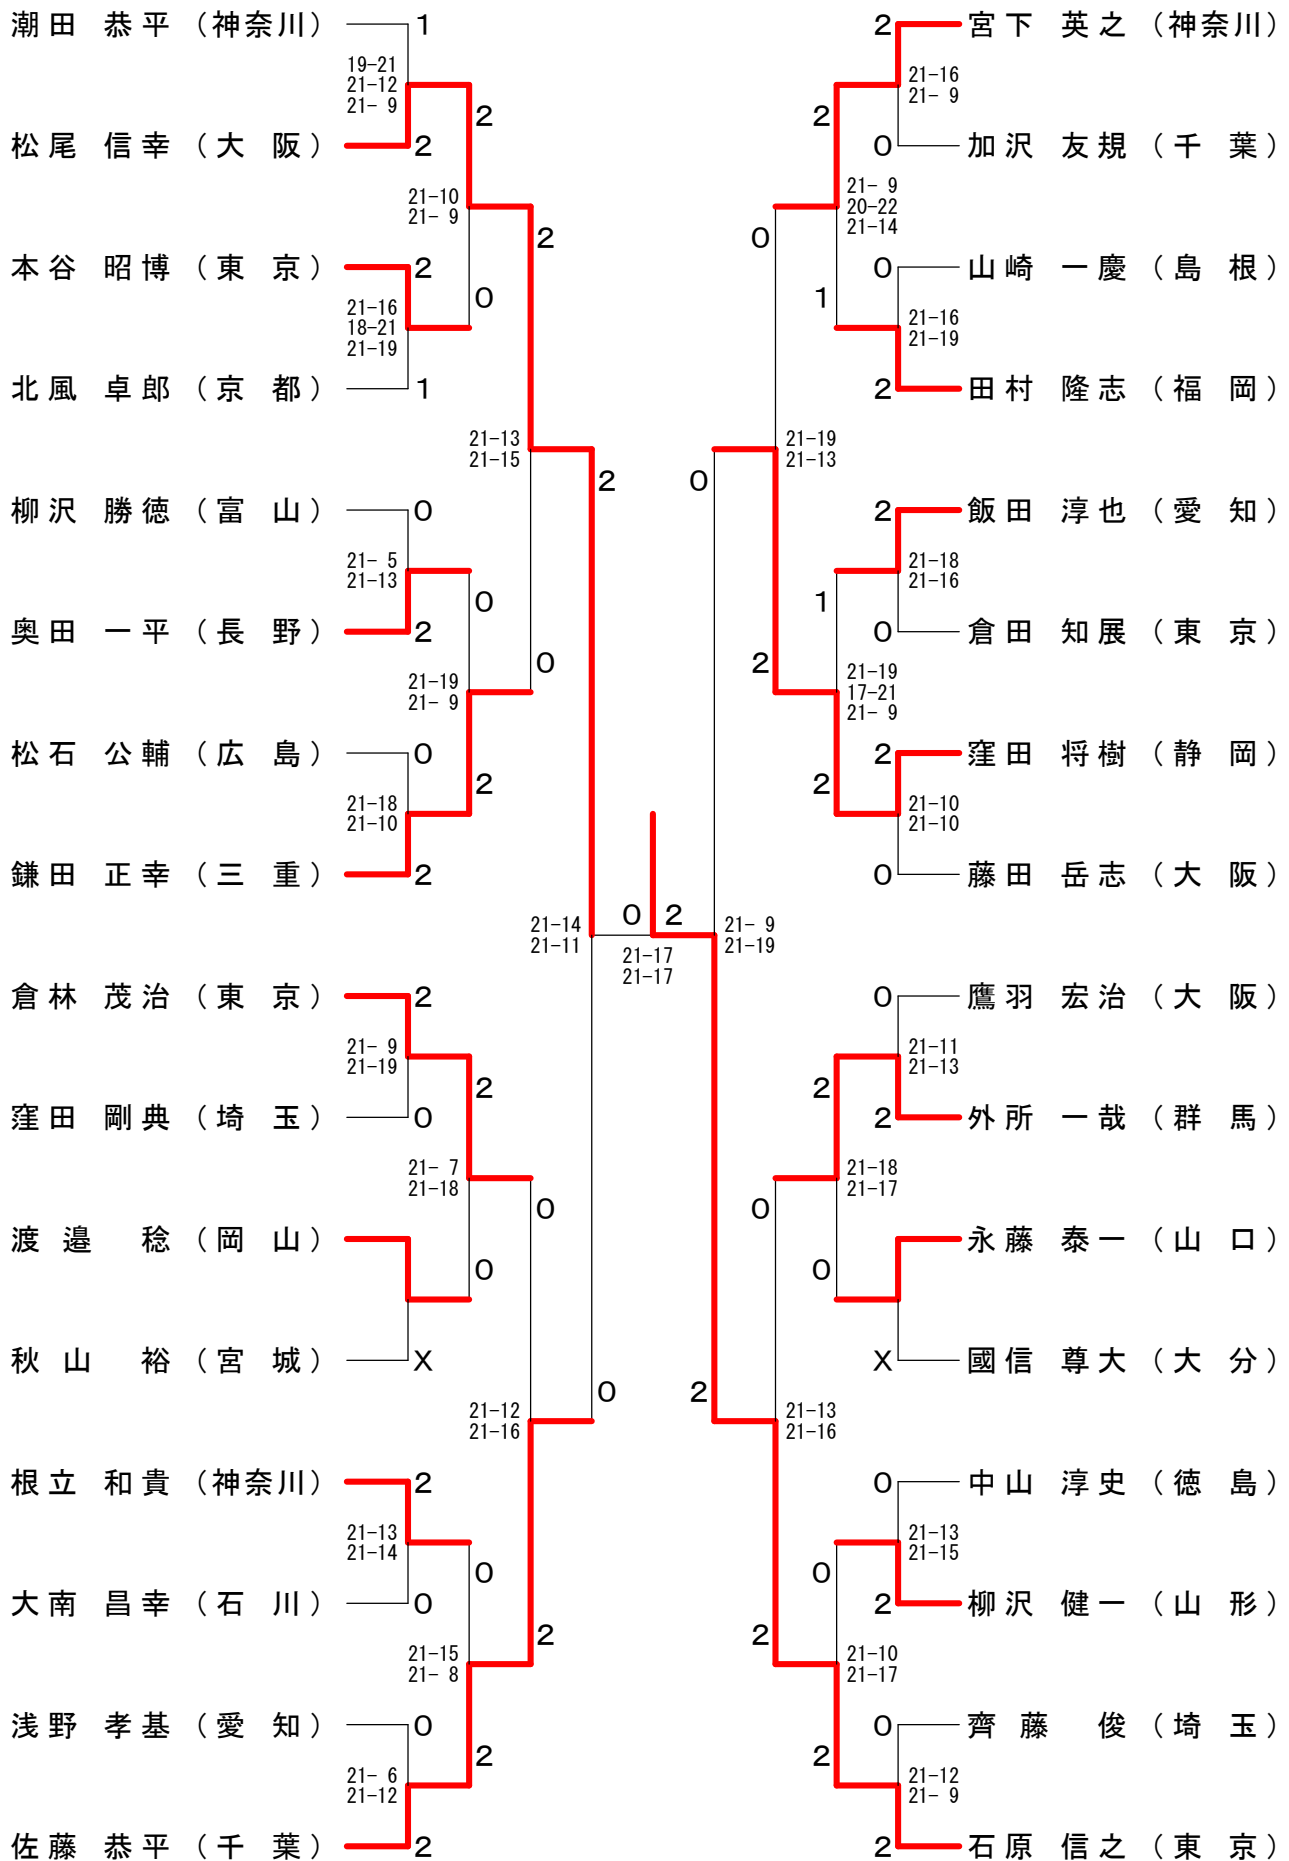 潮田 恭平 (神奈川) 1
19-21
21-12
21- 9
2
松尾 信幸 (大 阪) 2
21-10
21- 9
2
本谷 昭博 (東 京) 2
21-16
18-21
21-19
0
北風 卓郎 (京 都) 1
21-13
21-15
2
柳沢 勝徳 (富 山) 0
21- 5
21-13
0
奥田 一平 (長 野) 2
21-19
21- 9
0
松石 公輔 (広 島) 0
21-18
21-10
2
鎌田 正幸 (三 重) 2
21-14
21-11
倉林 茂治 (東 京) 2
21- 9
21-19
2
窪田 剛典 (埼 玉) 0
21- 7
21-18
0
渡邉 稔 (岡 山)
0
秋山 裕 (宮 城) X
21-12
21-16
0
根立 和貴 (神奈川) 2
21-13
21-14
0
大南 昌幸 (石 川) 0
21-15
21- 8
2
浅野 孝基 (愛 知) 0
21- 6
21-12
2
佐藤 恭平 (千 葉) 2
0 2
21-17
21-17
2 宮下 英之 (神奈川)
21-16
21- 9
2
0 加沢 友規 (千 葉)
21- 9
20-22
21-14
0
0 山崎 一慶 (島 根)
21-16
21-19
1
2 田村 隆志 (福 岡)
21-19
21-13
0
2 飯田 淳也 (愛 知)
21-18
21-16
1
0 倉田 知展 (東 京)
21-19
17-21
21- 9
2
2 窪田 将樹 (静 岡)
21-10
21-10
2
0 藤田 岳志 (大 阪)
21- 9
21-19
0 鷹羽 宏治 (大 阪)
21-11
21-13
2
2 外所 一哉 (群 馬)
21-18
21-17
0
永藤 泰一 (山 口)
0
X 國信 尊大 (大 分)
21-13
21-16
2
0 中山 淳史 (徳 島)
21-13
21-15
0
2 柳沢 健一 (山 形)
21-10
21-17
2
0 齊藤 俊 (埼 玉)
21-12
21- 9
2
2 石原 信之 (東 京)